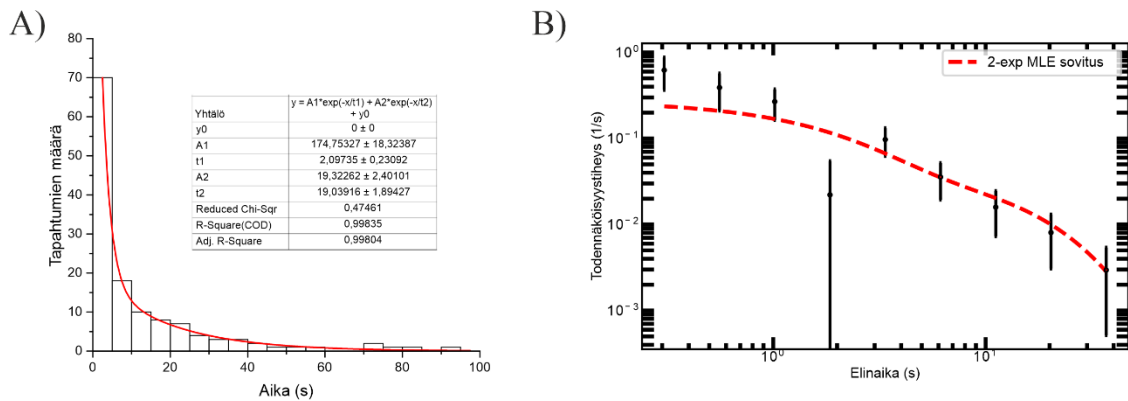 A)
Tapahtumien määrä
80
70
60
50
40
30
20
10
0
0 20 40 60 80 100
Aika (s)
Yhtälö y = A1*exp(-x/t1) + A2*exp(-x/t2) + y0
y0 0 ± 0
A1 174,75327 ± 18,32387
t1 2,09735 ± 0,23092
A2 19,32262 ± 2,40101
t2 19,03916 ± 1,89427
Reduced Chi-Sqr 0,47461
R-Square(COD) 0,99835
Adj. R-Square 0,99804
B)
Todennäköisyystiheys (1/s)
10⁰
10⁻¹
10⁻²
10⁻³
10⁰ 10¹
Elinaika (s)
2-exp MLE sovitus